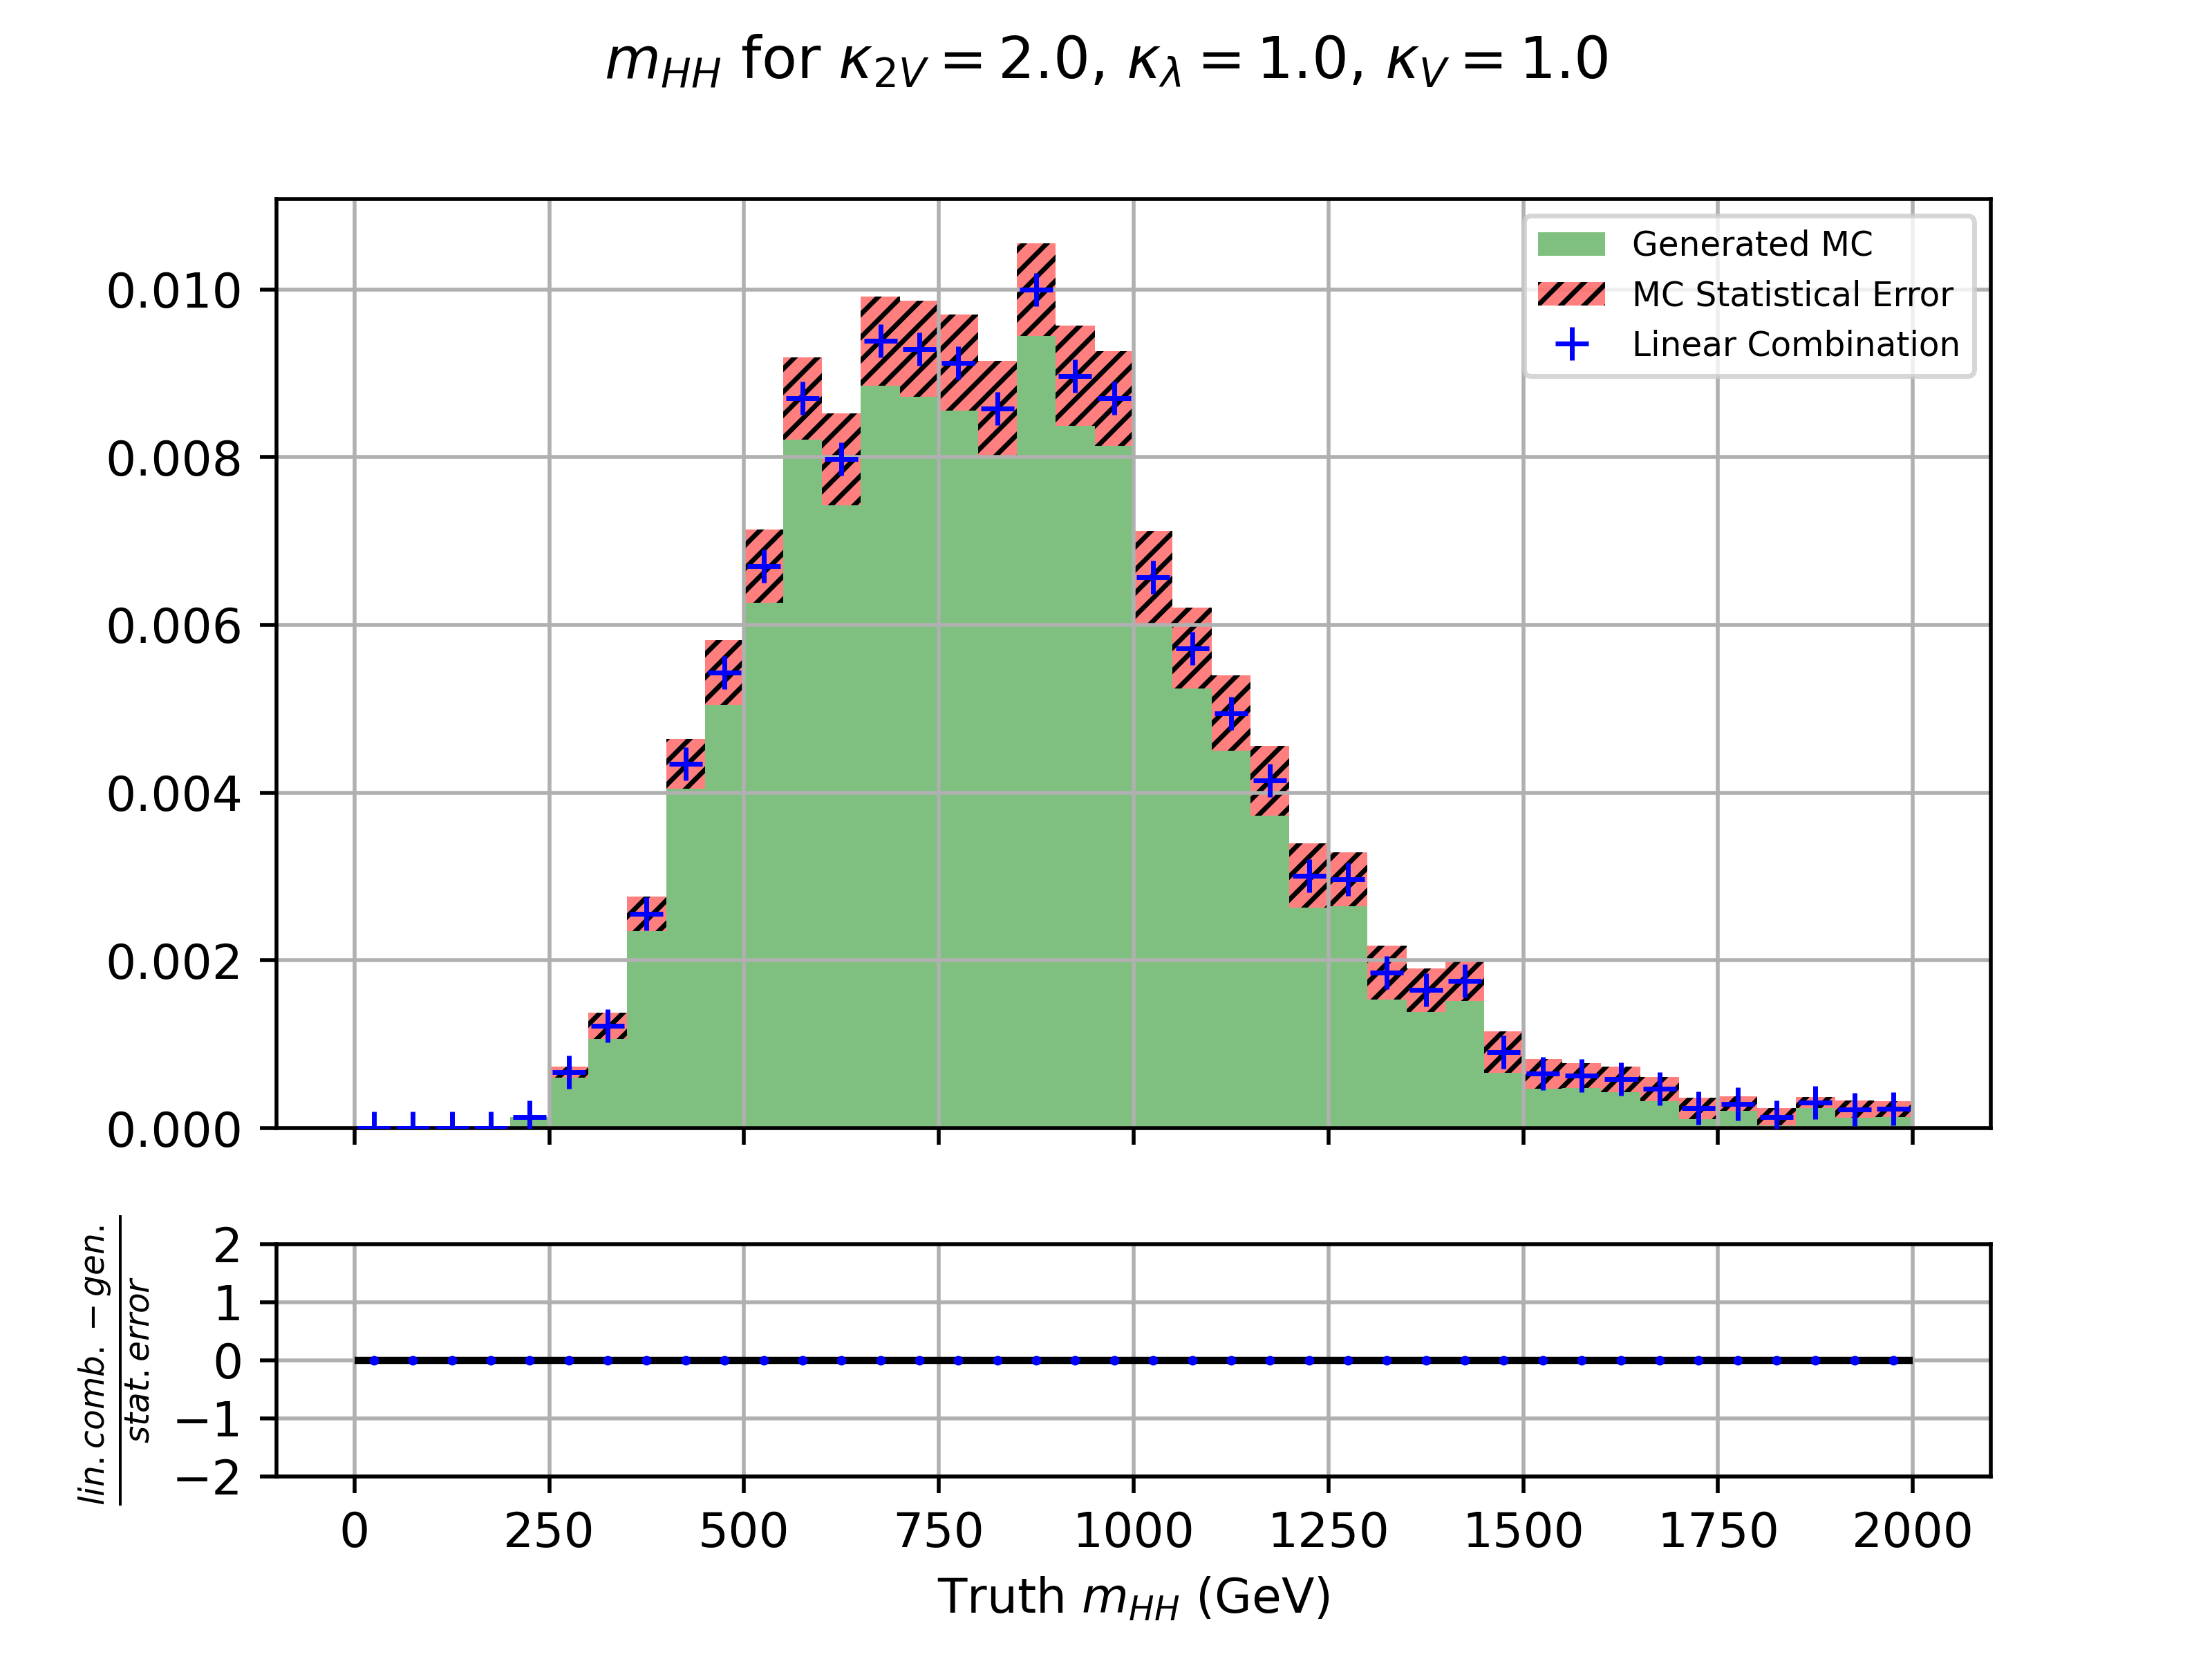 m_HH for κ_2V = 2.0, κ_λ = 1.0, κ_V = 1.0
Generated MC
MC Statistical Error
Linear Combination
0.010
0.008
0.006
0.004
0.002
0.000
lin. comb. − gen.
stat. error
2
1
0
−1
−2
0 250 500 750 1000 1250 1500 1750 2000
Truth m_HH (GeV)